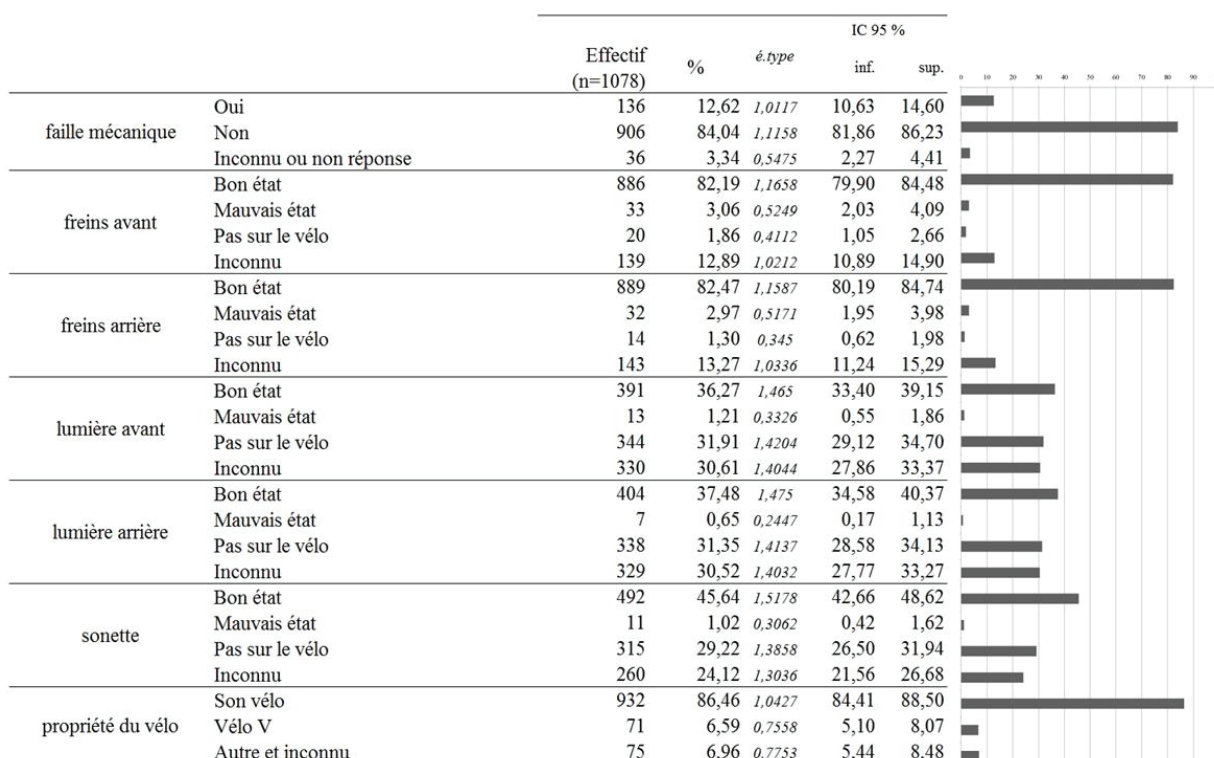 IC 95 %
Effectif (n=1078) % é.type inf. sup.
0 10 20 30 40 50 60 70 80 90
faille mécanique
Oui 136 12,62 1,0117 10,63 14,60
Non 906 84,04 1,1158 81,86 86,23
Inconnu ou non réponse 36 3,34 0,5475 2,27 4,41
freins avant
Bon état 886 82,19 1,1658 79,90 84,48
Mauvais état 33 3,06 0,5249 2,03 4,09
Pas sur le vélo 20 1,86 0,4112 1,05 2,66
Inconnu 139 12,89 1,0212 10,89 14,90
freins arrière
Bon état 889 82,47 1,1587 80,19 84,74
Mauvais état 32 2,97 0,5171 1,95 3,98
Pas sur le vélo 14 1,30 0,345 0,62 1,98
Inconnu 143 13,27 1,0336 11,24 15,29
lumière avant
Bon état 391 36,27 1,465 33,40 39,15
Mauvais état 13 1,21 0,3326 0,55 1,86
Pas sur le vélo 344 31,91 1,4204 29,12 34,70
Inconnu 330 30,61 1,4044 27,86 33,37
lumière arrière
Bon état 404 37,48 1,475 34,58 40,37
Mauvais état 7 0,65 0,2447 0,17 1,13
Pas sur le vélo 338 31,35 1,4137 28,58 34,13
Inconnu 329 30,52 1,4032 27,77 33,27
sonette
Bon état 492 45,64 1,5178 42,66 48,62
Mauvais état 11 1,02 0,3062 0,42 1,62
Pas sur le vélo 315 29,22 1,3858 26,50 31,94
Inconnu 260 24,12 1,3036 21,56 26,68
propriété du vélo
Son vélo 932 86,46 1,0427 84,41 88,50
Vélo V 71 6,59 0,7558 5,10 8,07
Autre et inconnu 75 6,96 0,7753 5,44 8,48